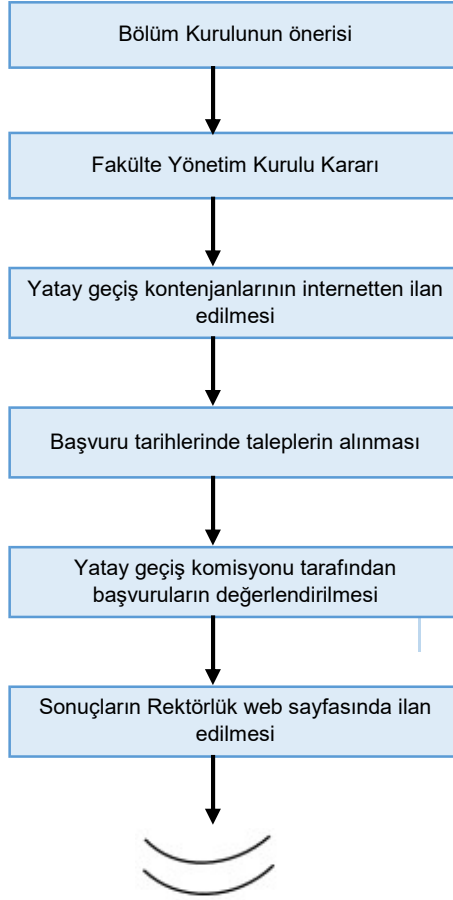 Bölüm Kurulunun önerisi
Fakülte Yönetim Kurulu Kararı
Yatay geçiş kontenjanlarının internetten ilan
edilmesi
Başvuru tarihlerinde taleplerin alınması
Yatay geçiş komisyonu tarafından
başvuruların değerlendirilmesi
Sonuçların Rektörlük web sayfasında ilan
edilmesi